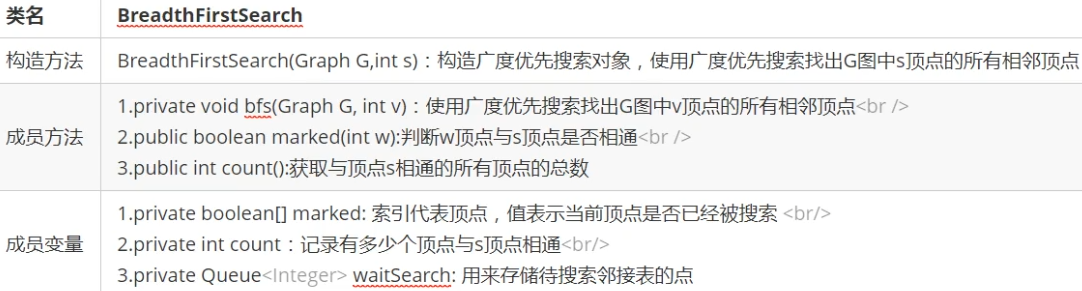 类名 BreadthFirstSearch
构造方法 BreadthFirstSearch(Graph G,int s)：构造广度优先搜索对象，使用广度优先搜索找出G图中s顶点的所有相邻顶点
1.private void bfs(Graph G, int v)：使用广度优先搜索找出G图中v顶点的所有相邻顶点<br />
成员方法 2.public boolean marked(int w):判断w顶点与s顶点是否相通<br />
3.public int count():获取与顶点s相通的所有顶点的总数
1.private boolean[] marked: 索引代表顶点，值表示当前顶点是否已经被搜索 <br/>
成员变量 2.private int count：记录有多少个顶点与s顶点相通<br/>
3.private Queue<Integer> waitSearch: 用来存储待搜索邻接表的点